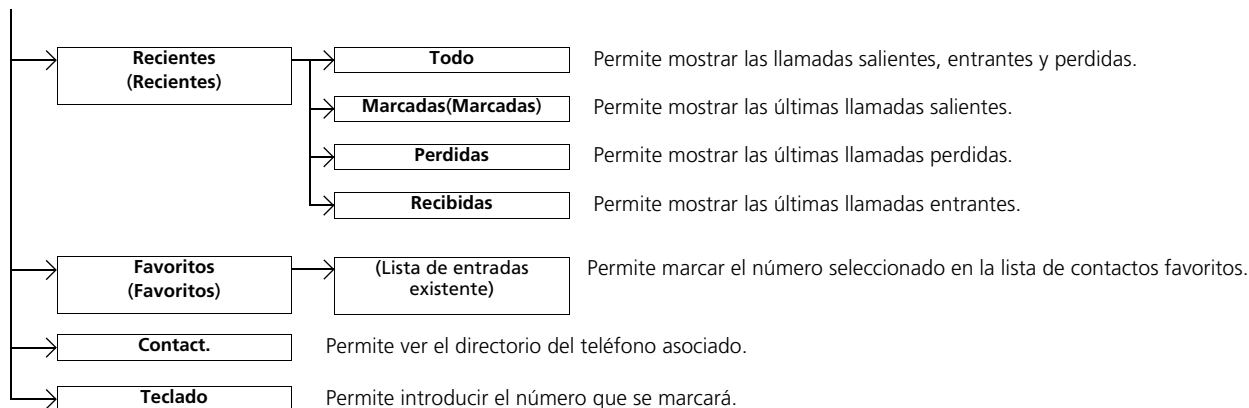 Recientes
(Recientes)
Todo
Permite mostrar las llamadas salientes, entrantes y perdidas.
Marcadas(Marcadas)
Permite mostrar las últimas llamadas salientes.
Perdidas
Permite mostrar las últimas llamadas perdidas.
Recibidas
Permite mostrar las últimas llamadas entrantes.
Favoritos
(Favoritos)
(Lista de entradas
existente)
Permite marcar el número seleccionado en la lista de contactos favoritos.
Contact.
Permite ver el directorio del teléfono asociado.
Teclado
Permite introducir el número que se marcará.